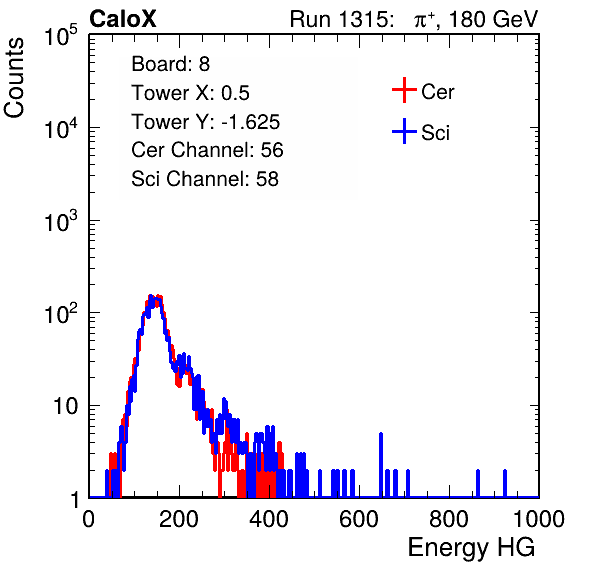 CaloX Run 1315: π⁺, 180 GeV
Board: 8
Tower X: 0.5
Tower Y: -1.625
Cer Channel: 56
Sci Channel: 58
Cer
Sci
Counts
10⁵
10⁴
10³
10²
10
1
0 200 400 600 800 1000
Energy HG